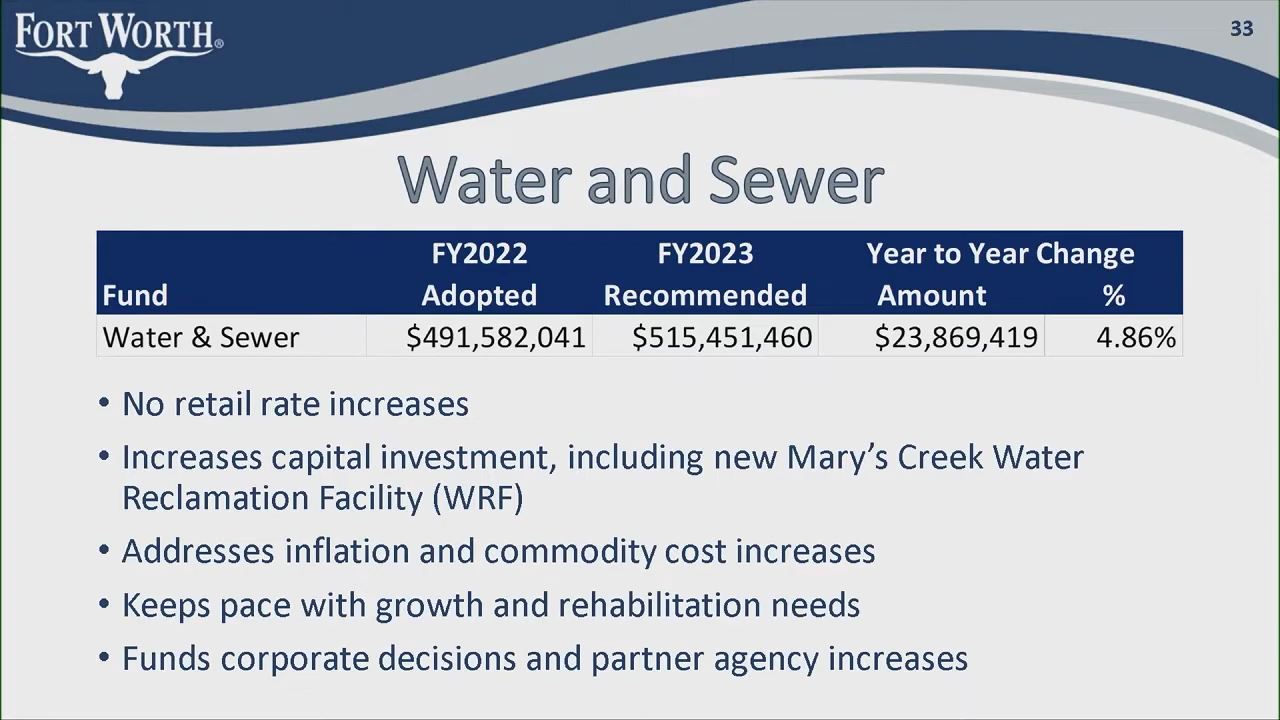 FORT WORTH®
33
Water and Sewer
FY2022 FY2023 Year to Year Change
Fund Adopted Recommended Amount %
Water & Sewer $491,582,041 $515,451,460 $23,869,419 4.86%
• No retail rate increases
• Increases capital investment, including new Mary’s Creek Water
Reclamation Facility (WRF)
• Addresses inflation and commodity cost increases
• Keeps pace with growth and rehabilitation needs
• Funds corporate decisions and partner agency increases